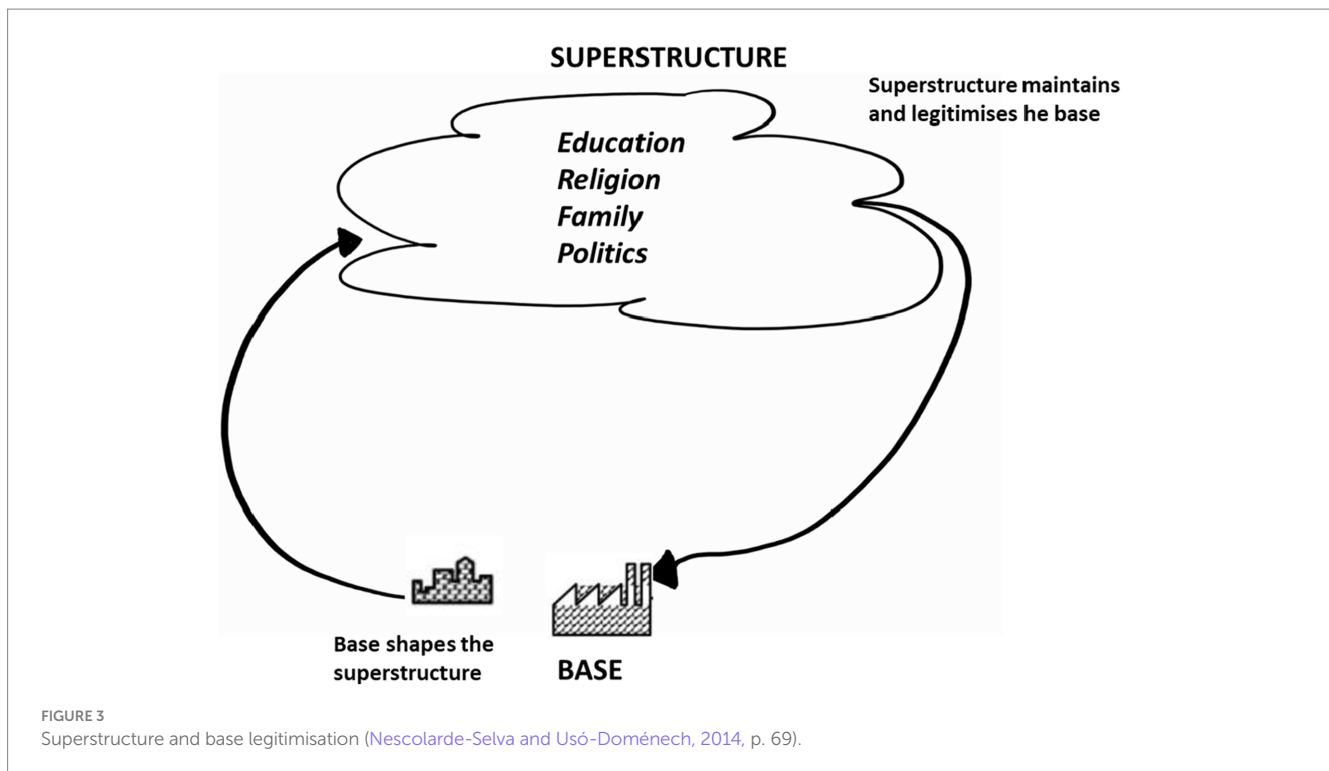 SUPERSTRUCTURE
Superstructure maintains
and legitimises he base
Education
Religion
Family
Politics
Base shapes the
superstructure
BASE
FIGURE 3
Superstructure and base legitimisation (Nescolarde-Selva and Usó-Doménech, 2014, p. 69).